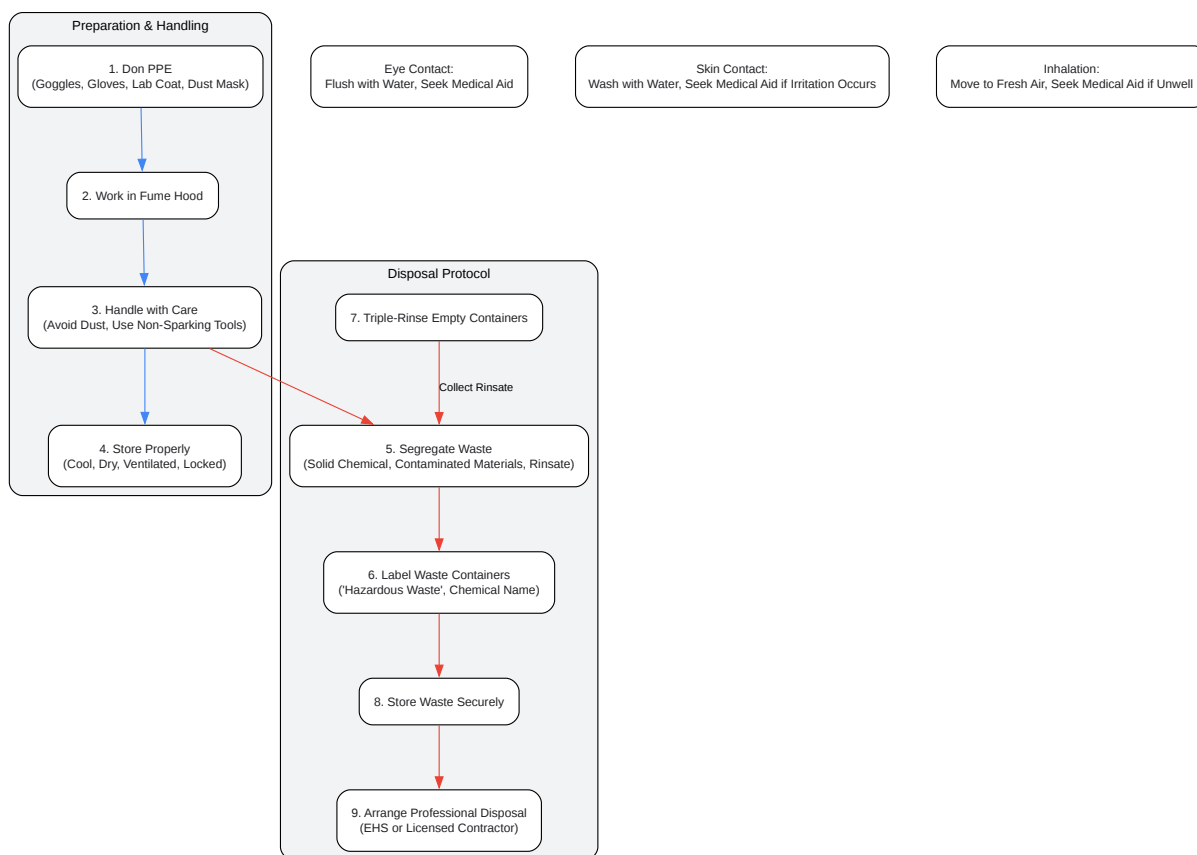 Preparation & Handling
1. Don PPE
(Goggles, Gloves, Lab Coat, Dust Mask)
Eye Contact:
Flush with Water, Seek Medical Aid
Skin Contact:
Wash with Water, Seek Medical Aid if Irritation Occurs
Inhalation:
Move to Fresh Air, Seek Medical Aid if Unwell
2. Work in Fume Hood
3. Handle with Care
(Avoid Dust, Use Non-Sparking Tools)
4. Store Properly
(Cool, Dry, Ventilated, Locked)
Disposal Protocol
7. Triple-Rinse Empty Containers
Collect Rinsate
5. Segregate Waste
(Solid Chemical, Contaminated Materials, Rinsate)
6. Label Waste Containers
('Hazardous Waste', Chemical Name)
8. Store Waste Securely
9. Arrange Professional Disposal
(EHS or Licensed Contractor)